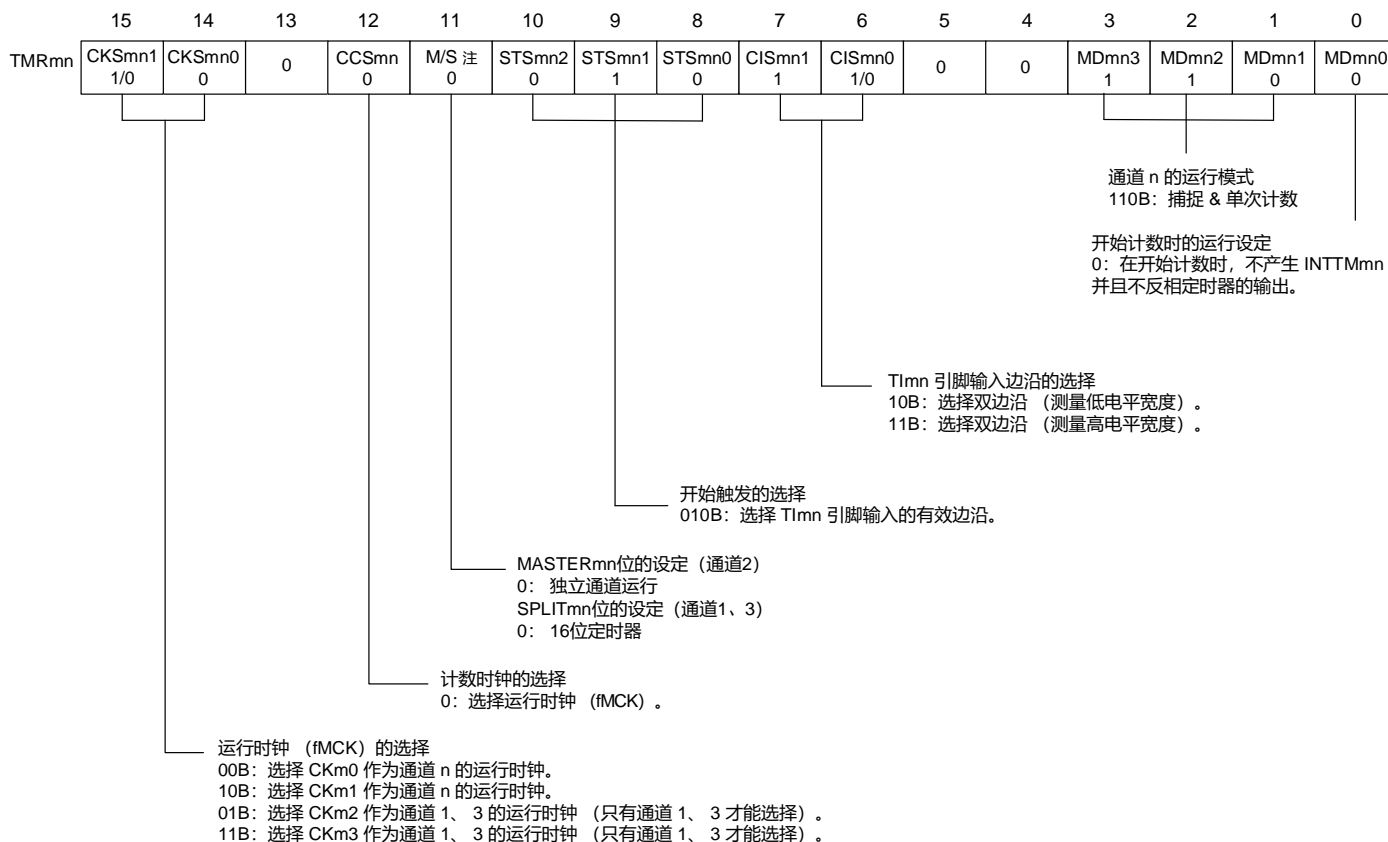 15 14 13 12 11 10 9 8 7 6 5 4 3 2 1 0
TMRmn CKSmn1 CKSmn0 0 CCSmn M/S 注 STSmn2 STSmn1 STSmn0 CISmn1 CISmn0 0 0 MDmn3 MDmn2 MDmn1 MDmn0
1/0 0 0 0 0 1 0 1 1/0 1 1 0 0
通道 n 的运行模式
110B：捕捉 & 单次计数
开始计数时的运行设定
0：在开始计数时，不产生 INTTMmn
并且不反相定时器的输出。
TImn 引脚输入边沿的选择
10B：选择双边沿 （测量低电平宽度）。
11B：选择双边沿 （测量高电平宽度）。
开始触发的选择
010B：选择 TImn 引脚输入的有效边沿。
MASTERmn位的设定（通道2）
0： 独立通道运行
SPLITmn位的设定（通道1、3）
0： 16位定时器
计数时钟的选择
0：选择运行时钟 （fMCK）。
运行时钟 （fMCK）的选择
00B：选择 CKm0 作为通道 n 的运行时钟。
10B：选择 CKm1 作为通道 n 的运行时钟。
01B：选择 CKm2 作为通道 1、 3 的运行时钟 （只有通道 1、 3 才能选择）。
11B：选择 CKm3 作为通道 1、 3 的运行时钟 （只有通道 1、 3 才能选择）。